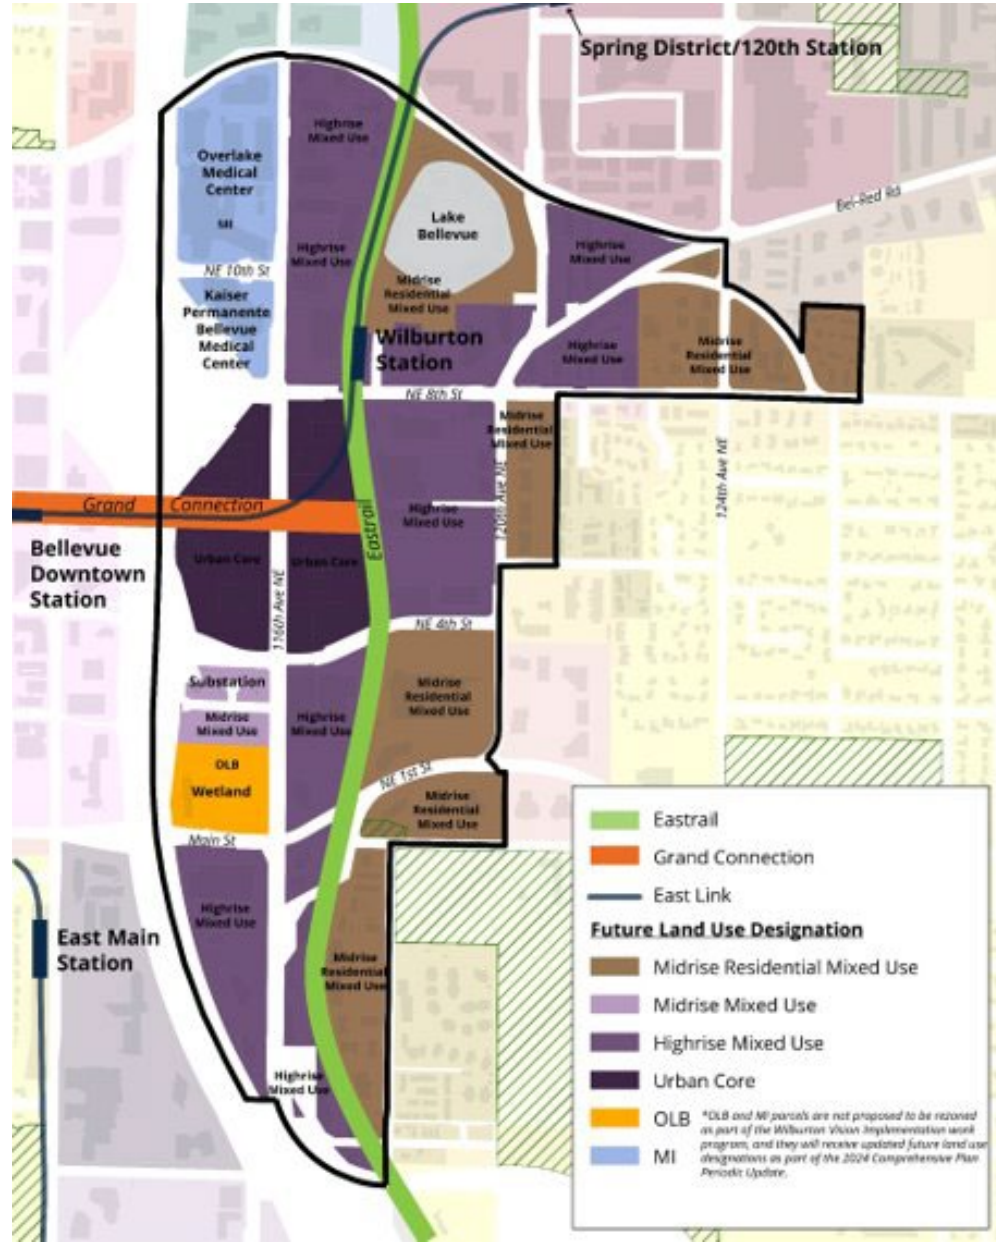 Spring District/120th Station
Highrise
Mixed Use
Overlake
Medical
Center
MI
Lake
Bellevue
Bel-Red Rd
Highrise
Mixed Use
Highrise
Mixed Use
NE 10th St
Midrise
Residential
Mixed Use
Kaiser
Permanente
Bellevue
Medical
Center
Wilburton
Station
Highrise
Mixed Use
Midrise
Residential
Mixed Use
NE 8th St
Midrise
Residential
Mixed Use
124th Ave NE
120th Ave NE
Grand Connection
Highrise
Mixed Use
Eastrail
Bellevue
Downtown
Station
Urban Core
Urban Core
116th Ave NE
NE 4th St
Substation
Midrise
Residential
Mixed Use
Midrise
Mixed Use
Highrise
Mixed Use
OLB
Wetland
NE 1st St
Midrise
Residential
Mixed Use
Main St
Highrise
Mixed Use
East Main
Station
Midrise
Residential
Mixed Use
Highrise
Mixed Use
Eastrail
Grand Connection
East Link
Future Land Use Designation
Midrise Residential Mixed Use
Midrise Mixed Use
Highrise Mixed Use
Urban Core
OLB
MI
*OLB and MI parcels are not proposed to be rezoned
as part of the Wilburton Vision Implementation work
program, and they will receive updated future land use
designations as part of the 2024 Comprehensive Plan
Periodic Update.